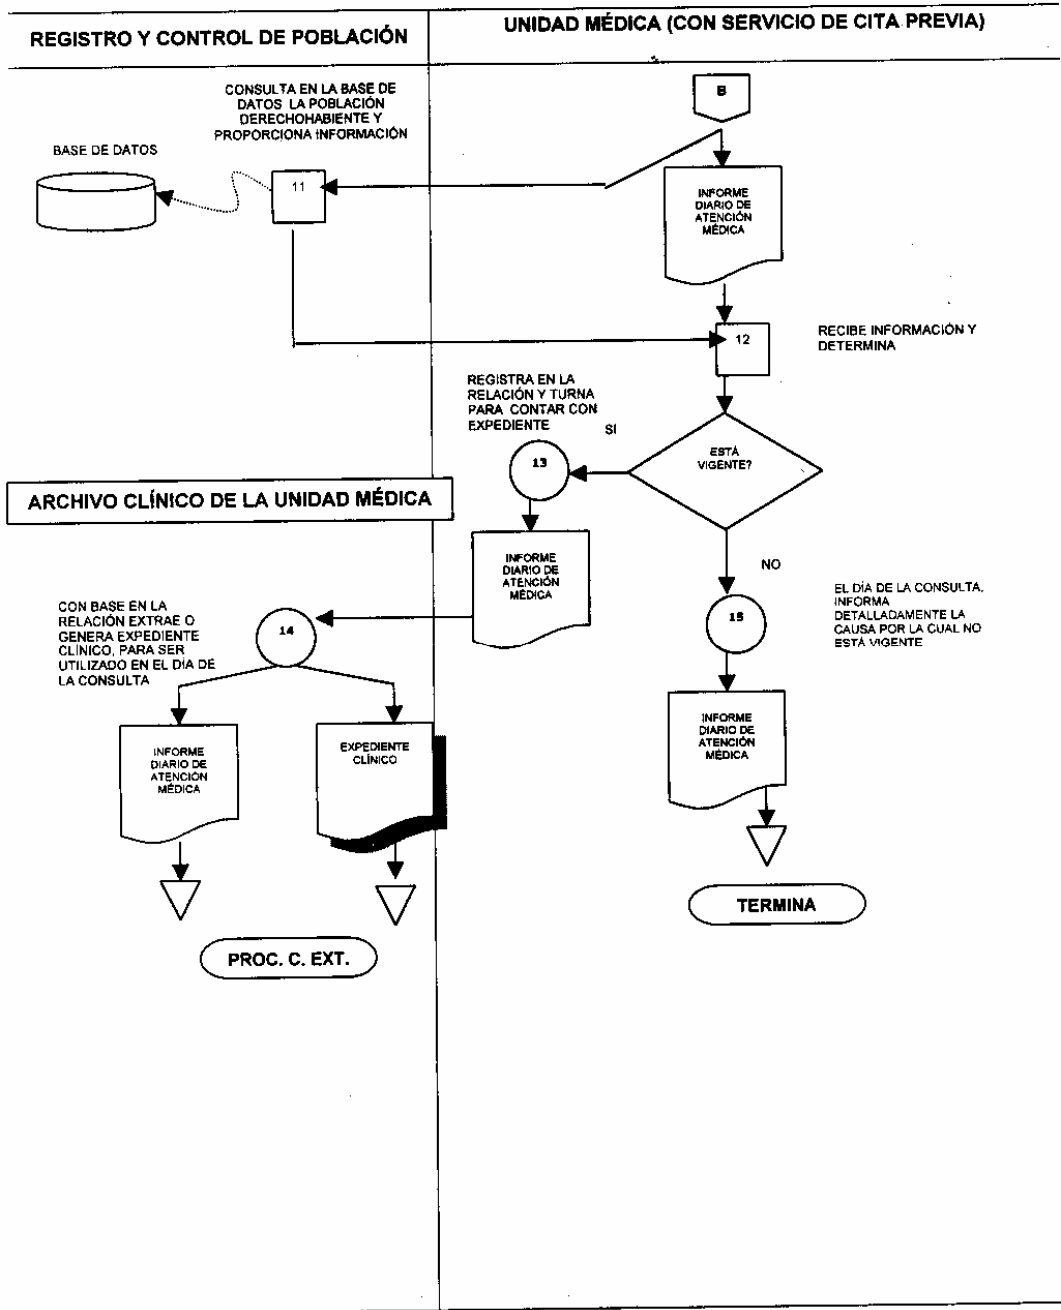 REGISTRO Y CONTROL DE POBLACIÓN
UNIDAD MÉDICA (CON SERVICIO DE CITA PREVIA)
CONSULTA EN LA BASE DE
DATOS LA POBLACIÓN
DERECHOHABIENTE Y
PROPORCIONA INFORMACIÓN
B
BASE DE DATOS
11
INFORME
DIARIO DE
ATENCIÓN
MÉDICA
12
RECIBE INFORMACIÓN Y
DETERMINA
REGISTRA EN LA
RELACIÓN Y TURNA
PARA CONTAR CON
EXPEDIENTE
SI
13
ESTÁ
VIGENTE?
ARCHIVO CLÍNICO DE LA UNIDAD MÉDICA
INFORME
DIARIO DE
ATENCIÓN
MÉDICA
NO
CON BASE EN LA
RELACIÓN EXTRAE O
GENERA EXPEDIENTE
CLÍNICO, PARA SER
UTILIZADO EN EL DÍA DE
LA CONSULTA
14
15
EL DÍA DE LA CONSULTA,
INFORMA
DETALLADAMENTE LA
CAUSA POR LA CUAL NO
ESTÁ VIGENTE
INFORME
DIARIO DE
ATENCIÓN
MÉDICA
EXPEDIENTE
CLÍNICO
INFORME
DIARIO DE
ATENCIÓN
MÉDICA
TERMINA
PROC. C. EXT.